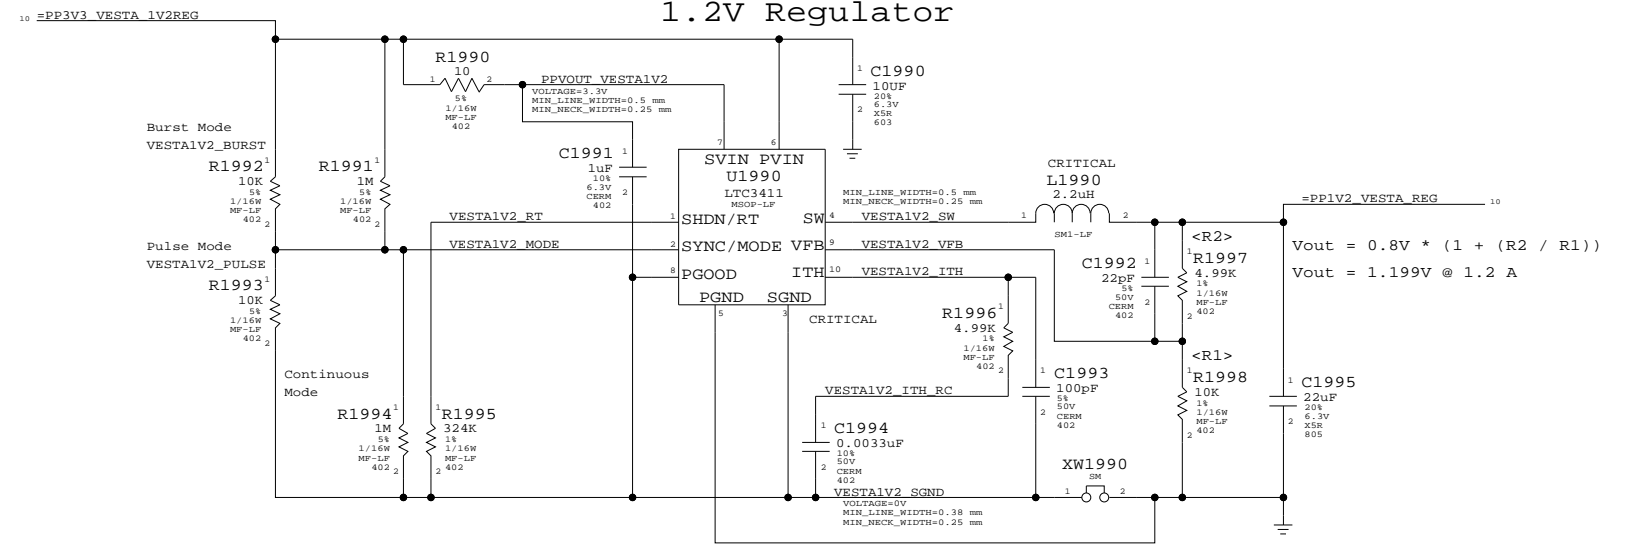 1.2V Regulator
10 =PP3V3_VESTA_1V2REG
R1990
10
1 2
5%
1/16W
MF-LF
402
PPVOUT_VESTA1V2
VOLTAGE=3.3V
MIN_LINE_WIDTH=0.5 mm
MIN_NECK_WIDTH=0.25 mm
1
C1990
10UF
20%
6.3V
X5R
603
2
Burst Mode
VESTA1V2_BURST
R1992
1
10K
5%
1/16W
MF-LF
402
2
R1991
1
1M
5%
1/16W
MF-LF
402
2
C1991
1
1uF
10%
6.3V
CERM
402
2
7 6
SVIN PVIN
U1990
LTC3411
MSOP-LF
1 SHDN/RT
2 SYNC/MODE
8 PGOOD
SW 4
VFB 9
ITH 10
PGND SGND
5 3
CRITICAL
VESTA1V2_RT
VESTA1V2_MODE
MIN_LINE_WIDTH=0.5 mm
MIN_NECK_WIDTH=0.25 mm
VESTA1V2_SW
VESTA1V2_VFB
VESTA1V2_ITH
CRITICAL
L1990
2.2uH
1 2
SM1-LF
=PP1V2_VESTA_REG 10
Vout = 0.8V * (1 + (R2 / R1))
Vout = 1.199V @ 1.2 A
Pulse Mode
VESTA1V2_PULSE
R1993
1
10K
5%
1/16W
MF-LF
402
2
Continuous
Mode
R1994
1
1M
5%
1/16W
MF-LF
402
2
1
R1995
324K
1%
1/16W
MF-LF
402
2
C1992
1
22pF
5%
50V
CERM
402
2
<R2>
1
R1997
4.99K
1%
1/16W
MF-LF
402
2
R1996
1
4.99K
1%
1/16W
MF-LF
402
2
VESTA1V2_ITH_RC
1
C1993
100pF
5%
50V
CERM
402
2
<R1>
1
R1998
10K
1%
1/16W
MF-LF
402
2
1
C1995
22uF
20%
6.3V
X5R
805
2
1
C1994
0.0033uF
10%
50V
CERM
402
2
XW1990
SM
1 2
VESTA1V2_SGND
VOLTAGE=0V
MIN_LINE_WIDTH=0.38 mm
MIN_NECK_WIDTH=0.25 mm